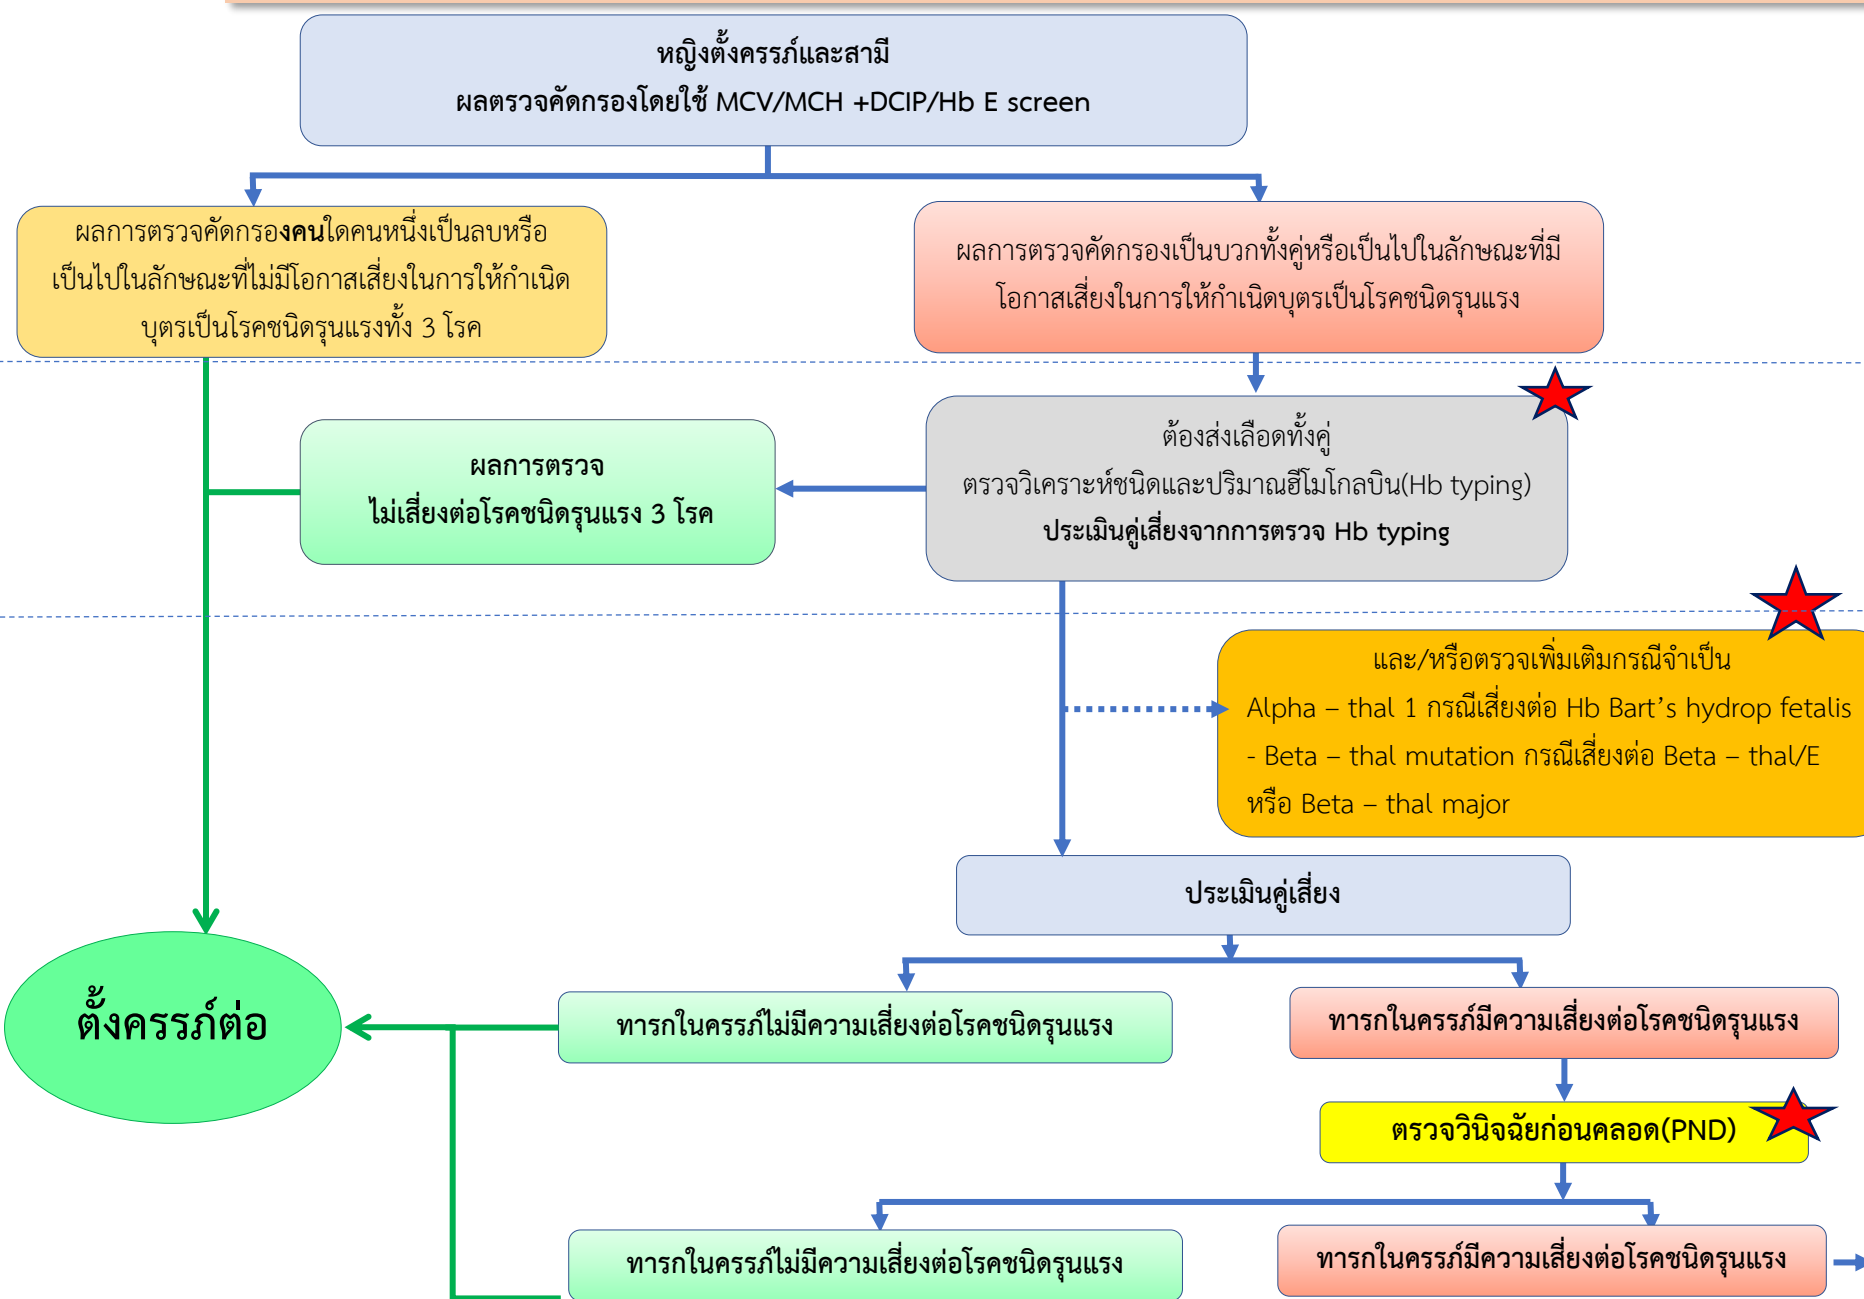 หญิงตั้งครรภ์และสามี
ผลตรวจคัดกรองโดยใช้ MCV/MCH +DCIP/Hb E screen
ผลการตรวจคัดกรองคนใดคนหนึ่งเป็นลบหรือ
เป็นไปในลักษณะที่ไม่มีโอกาสเสี่ยงในการให้กำเนิด
บุตรเป็นโรคชนิดรุนแรงทั้ง 3 โรค
ผลการตรวจคัดกรองเป็นบวกทั้งคู่หรือเป็นไปในลักษณะที่มี
โอกาสเสี่ยงในการให้กำเนิดบุตรเป็นโรคชนิดรุนแรง
ผลการตรวจ
ไม่เสี่ยงต่อโรคชนิดรุนแรง 3 โรค
ต้องส่งเลือดทั้งคู่
ตรวจวิเคราะห์ชนิดและปริมาณฮีโมโกลบิน(Hb typing)
ประเมินคู่เสี่ยงจากการตรวจ Hb typing
และ/หรือตรวจเพิ่มเติมกรณีจำเป็น
Alpha – thal 1 กรณีเสี่ยงต่อ Hb Bart’s hydrop fetalis
- Beta – thal mutation กรณีเสี่ยงต่อ Beta – thal/E
หรือ Beta – thal major
ประเมินคู่เสี่ยง
ตั้งครรภ์ต่อ
ทารกในครรภ์ไม่มีความเสี่ยงต่อโรคชนิดรุนแรง
ทารกในครรภ์มีความเสี่ยงต่อโรคชนิดรุนแรง
ตรวจวินิจฉัยก่อนคลอด(PND)
ทารกในครรภ์ไม่มีความเสี่ยงต่อโรคชนิดรุนแรง
ทารกในครรภ์มีความเสี่ยงต่อโรคชนิดรุนแรง